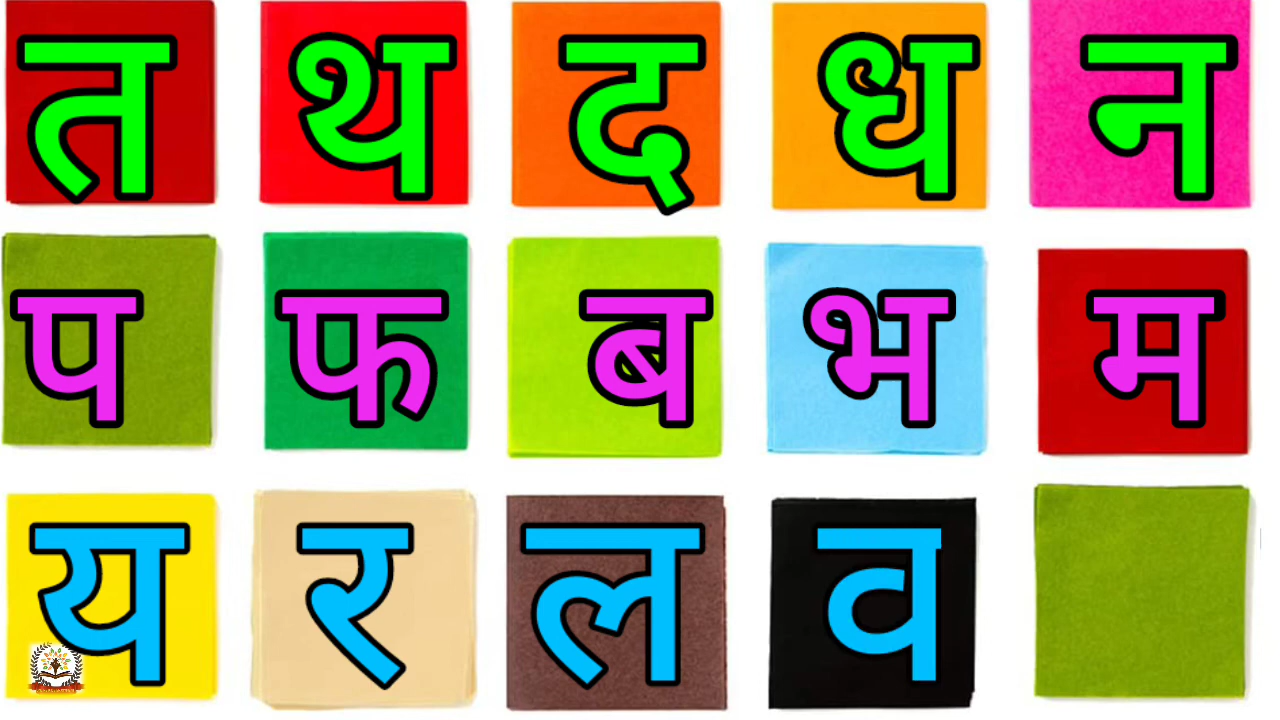 त थ द ध न
प फ ब भ म
य र ल व